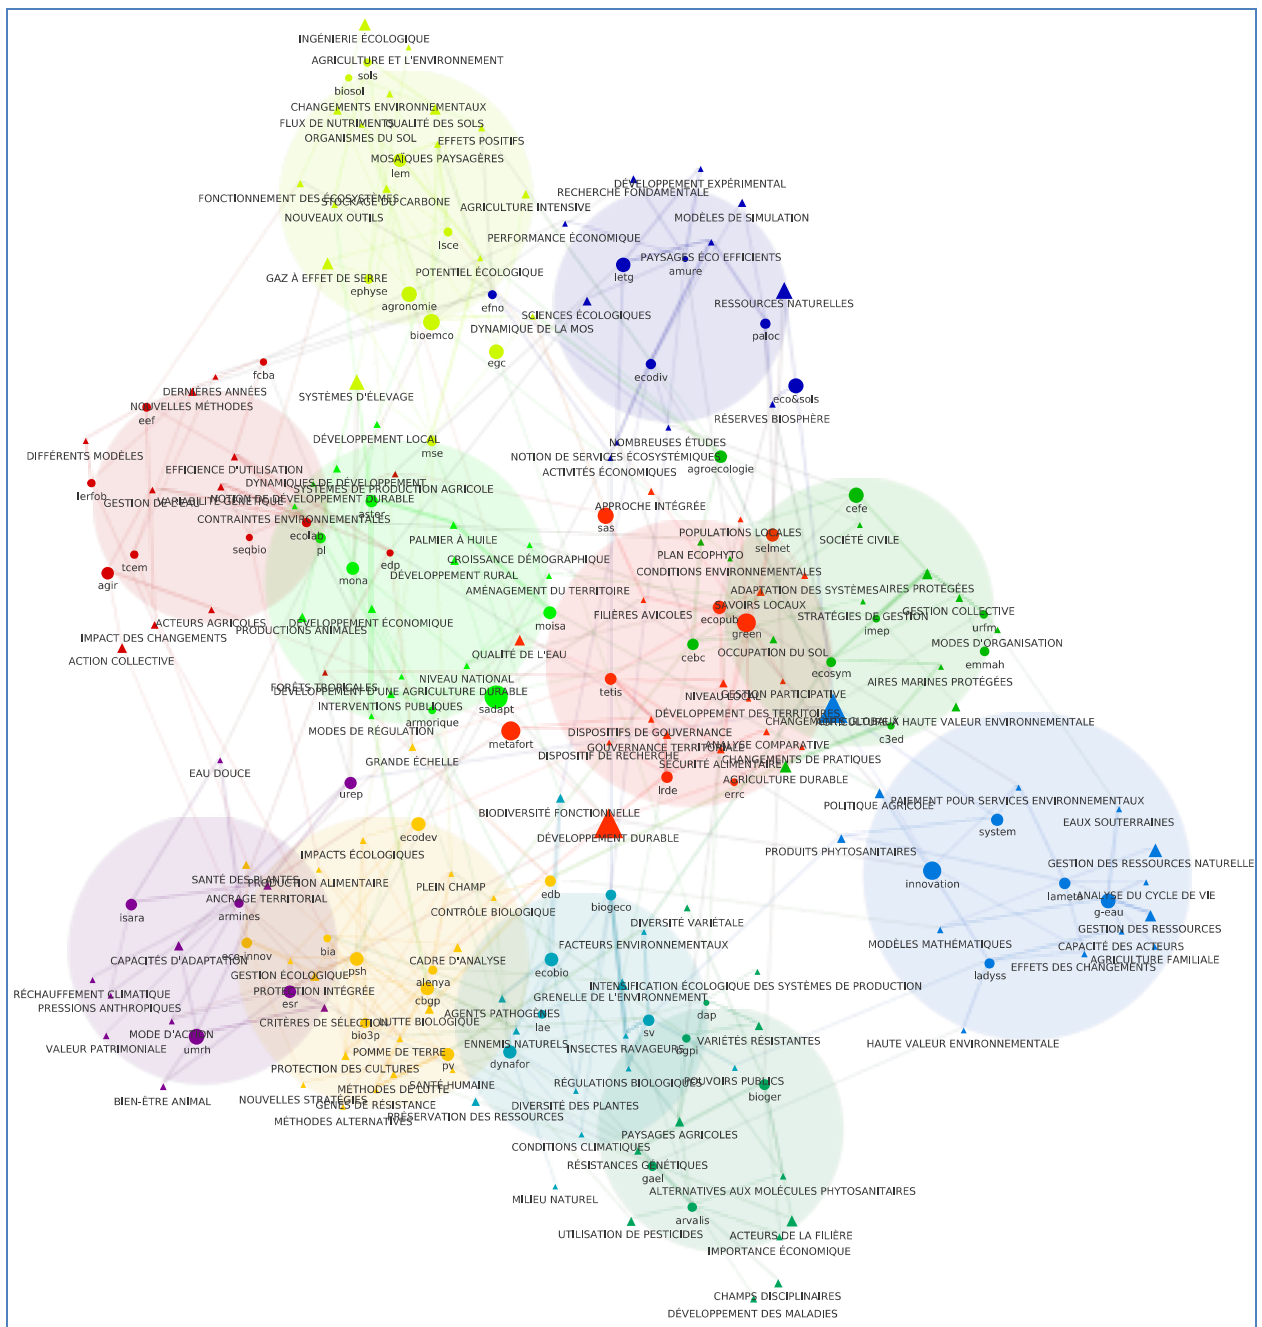 INGÉNIERIE ÉCOLOGIQUE
AGRICULTURE ET L'ENVIRONNEMENT
sols
biosol
CHANGEMENTS ENVIRONNEMENTAUX
FLUX DE NUTRIMENTS
QUALITÉ DES SOLS
ORGANISMES DU SOL
EFFETS POSITIFS
MOSAÏQUES PAYSAGÈRES
lem
DÉVELOPPEMENT EXPÉRIMENTAL
RECHERCHE FONDAMENTALE
FONCTIONNEMENT DES ÉCOSYSTÈMES
STOCKAGE DU CARBONE
AGRICULTURE INTENSIVE
NOUVEAUX OUTILS
MODÈLES DE SIMULATION
PERFORMANCE ÉCONOMIQUE
lsce
PAYSAGES ÉCO EFFICIENTS
amure
letg
POTENTIEL ÉCOLOGIQUE
GAZ À EFFET DE SERRE
ephyse
RESSOURCES NATURELLES
agronomie
efno
SCIENCES ÉCOLOGIQUES
DYNAMIQUE DE LA MOS
bioemco
paloc
egc
ecodiv
fcba
DERNIÈRES ANNÉES
SYSTÈMES D'ÉLEVAGE
eco&sols
NOUVELLES MÉTHODES
eef
RÉSERVES BIOSPHÈRE
DÉVELOPPEMENT LOCAL
NOMBREUSES ÉTUDES
mse
DIFFÉRENTS MODÈLES
NOTION DE SERVICES ÉCOSYSTÉMIQUES
agroecologie
EFFICIENCE D'UTILISATION
ACTIVITÉS ÉCONOMIQUES
DYNAMIQUES DE DÉVELOPPEMENT
SYSTÈMES DE PRODUCTION AGRICOLE
lerfob
GESTION DE L'EAU
VARIABILITÉ GÉNÉTIQUE
NOTION DE DÉVELOPPEMENT DURABLE
APPROCHE INTÉGRÉE
cefe
aster
CONTRAINTES ENVIRONNEMENTALES
sas
ecolab
pl
seqbio
POPULATIONS LOCALES
SOCIÉTÉ CIVILE
PALMIER À HUILE
selmet
PLAN ECOPHYTO
tcem
edp
CROISSANCE DÉMOGRAPHIQUE
CONDITIONS ENVIRONNEMENTALES
mona
DÉVELOPPEMENT RURAL
agir
AIRES PROTÉGÉES
AMÉNAGEMENT DU TERRITOIRE
ADAPTATION DES SYSTÈMES
SAVOIRS LOCAUX
GESTION COLLECTIVE
FILIÈRES AVICOLES
STRATÉGIES DE GESTION
ecopub
green
imep
urfm
ACTEURS AGRICOLES
DÉVELOPPEMENT ÉCONOMIQUE
moisa
PRODUCTIONS ANIMALES
IMPACT DES CHANGEMENTS
MODES D'ORGANISATION
QUALITÉ DE L'EAU
OCCUPATION DU SOL
cebc
ACTION COLLECTIVE
emmah
ecosym
NIVEAU NATIONAL
FORÊTS TROPICALES
AIRES MARINES PROTÉGÉES
DÉVELOPPEMENT D'UNE AGRICULTURE DURABLE
tetis
NIVEAU LOCAL
GESTION PARTICIPATIVE
INTERVENTIONS PUBLIQUES
sadapt
DÉVELOPPEMENT DES TERRITOIRES
armorique
CHANGEMENTS GLOBAUX
HAUTE VALEUR ENVIRONNEMENTALE
MODES DE RÉGULATION
DISPOSITIFS DE GOUVERNANCE
c3ed
metafort
GOUVERNANCE TERRITORIALE
ANALYSE COMPARATIVE
DISPOSITIF DE RECHERCHE
CHANGEMENTS DE PRATIQUES
GRANDE ÉCHELLE
SÉCURITÉ ALIMENTAIRE
EAU DOUCE
AGRICULTURE DURABLE
lrde
errc
urep
PAIEMENT POUR SERVICES ENVIRONNEMENTAUX
POLITIQUE AGRICOLE
BIODIVERSITÉ FONCTIONNELLE
EAUX SOUTERRAINES
system
ecodev
DÉVELOPPEMENT DURABLE
PRODUITS PHYTOSANITAIRES
IMPACTS ÉCOLOGIQUES
GESTION DES RESSOURCES NATURELLE
SANTÉ DES PLANTES
PRODUCTION ALIMENTAIRE
innovation
PLEIN CHAMP
edb
lameta
ANALYSE DU CYCLE DE VIE
ANCRAGE TERRITORIAL
biogeco
g-eau
isara
armines
CONTRÔLE BIOLOGIQUE
DIVERSITÉ VARIÉTALE
GESTION DES RESSOURCES
FACTEURS ENVIRONNEMENTAUX
MODÈLES MATHÉMATIQUES
CAPACITÉ DES ACTEURS
bia
eco-innov
CAPACITÉS D'ADAPTATION
CADRE D'ANALYSE
AGRICULTURE FAMILIALE
EFFETS DES CHANGEMENTS
psh
GESTION ÉCOLOGIQUE
ecobio
ladyss
alenya
INTENSIFICATION ÉCOLOGIQUE DES SYSTÈMES DE PRODUCTION
RÉCHAUFFEMENT CLIMATIQUE
PROTECTION INTÉGRÉE
GRENELLE DE L'ENVIRONNEMENT
cbgp
PRESSIONS ANTHROPIQUES
esr
AGENTS PATHOGÈNES
dap
CRITÈRES DE SÉLECTION
LUTTE BIOLOGIQUE
lae
MODE D'ACTION
bio3p
sv
VARIÉTÉS RÉSISTANTES
ENNEMIS NATURELS
INSECTES RAVAGEURS
HAUTE VALEUR ENVIRONNEMENTALE
VALEUR PATRIMONIALE
umrh
POMME DE TERRE
pv
dynafor
PROTECTION DES CULTURES
RÉGULATIONS BIOLOGIQUES
POUVOIRS PUBLICS
SANTÉ HUMAINE
MÉTHODES DE LUTTE
bioger
BIEN-ÊTRE ANIMAL
NOUVELLES STRATÉGIES
GÈNES DE RÉSISTANCE
DIVERSITÉ DES PLANTES
PRÉSERVATION DES RESSOURCES
MÉTHODES ALTERNATIVES
PAYSAGES AGRICOLES
CONDITIONS CLIMATIQUES
RÉSISTANCES GÉNÉTIQUES
gael
ALTERNATIVES AUX MOLÉCULES PHYTOSANITAIRES
MILIEU NATUREL
arvalis
UTILISATION DE PESTICIDES
ACTEURS DE LA FILIÈRE
IMPORTANCE ÉCONOMIQUE
CHAMPS DISCIPLINAIRES
DÉVELOPPEMENT DES MALADIES